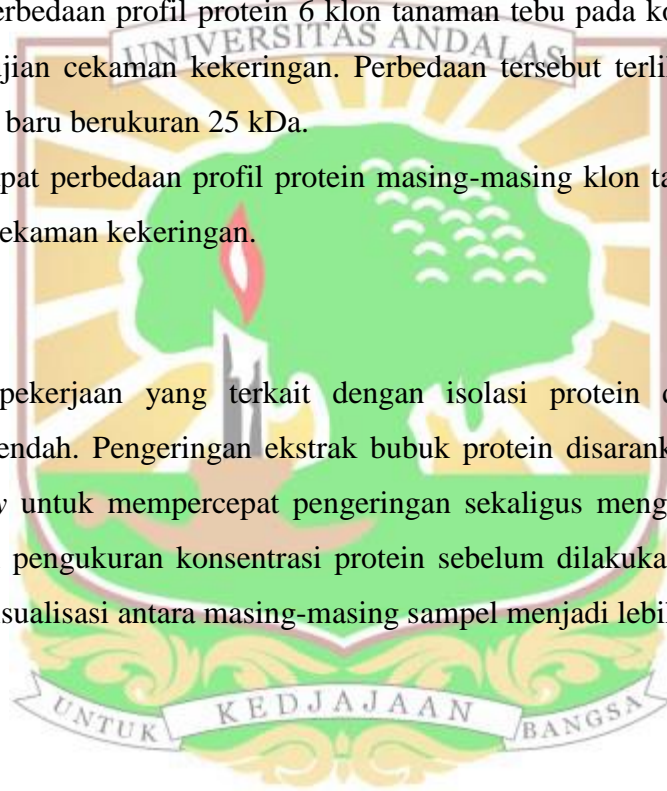 erbedaan profil protein 6 klon tanaman tebu pada ko
UNIVERSITAS ANDALAS
jian cekaman kekeringan. Perbedaan tersebut terli
baru berukuran 25 kDa.
pat perbedaan profil protein masing-masing klon ta
ekaman kekeringan.
pekerjaan yang terkait dengan isolasi protein d
endah. Pengeringan ekstrak bubuk protein disarank
y untuk mempercepat pengeringan sekaligus meng
pengukuran konsentrasi protein sebelum dilakuka
sualisasi antara masing-masing sampel menjadi lebil
UNTUK KEDJAJAAN BANGSA